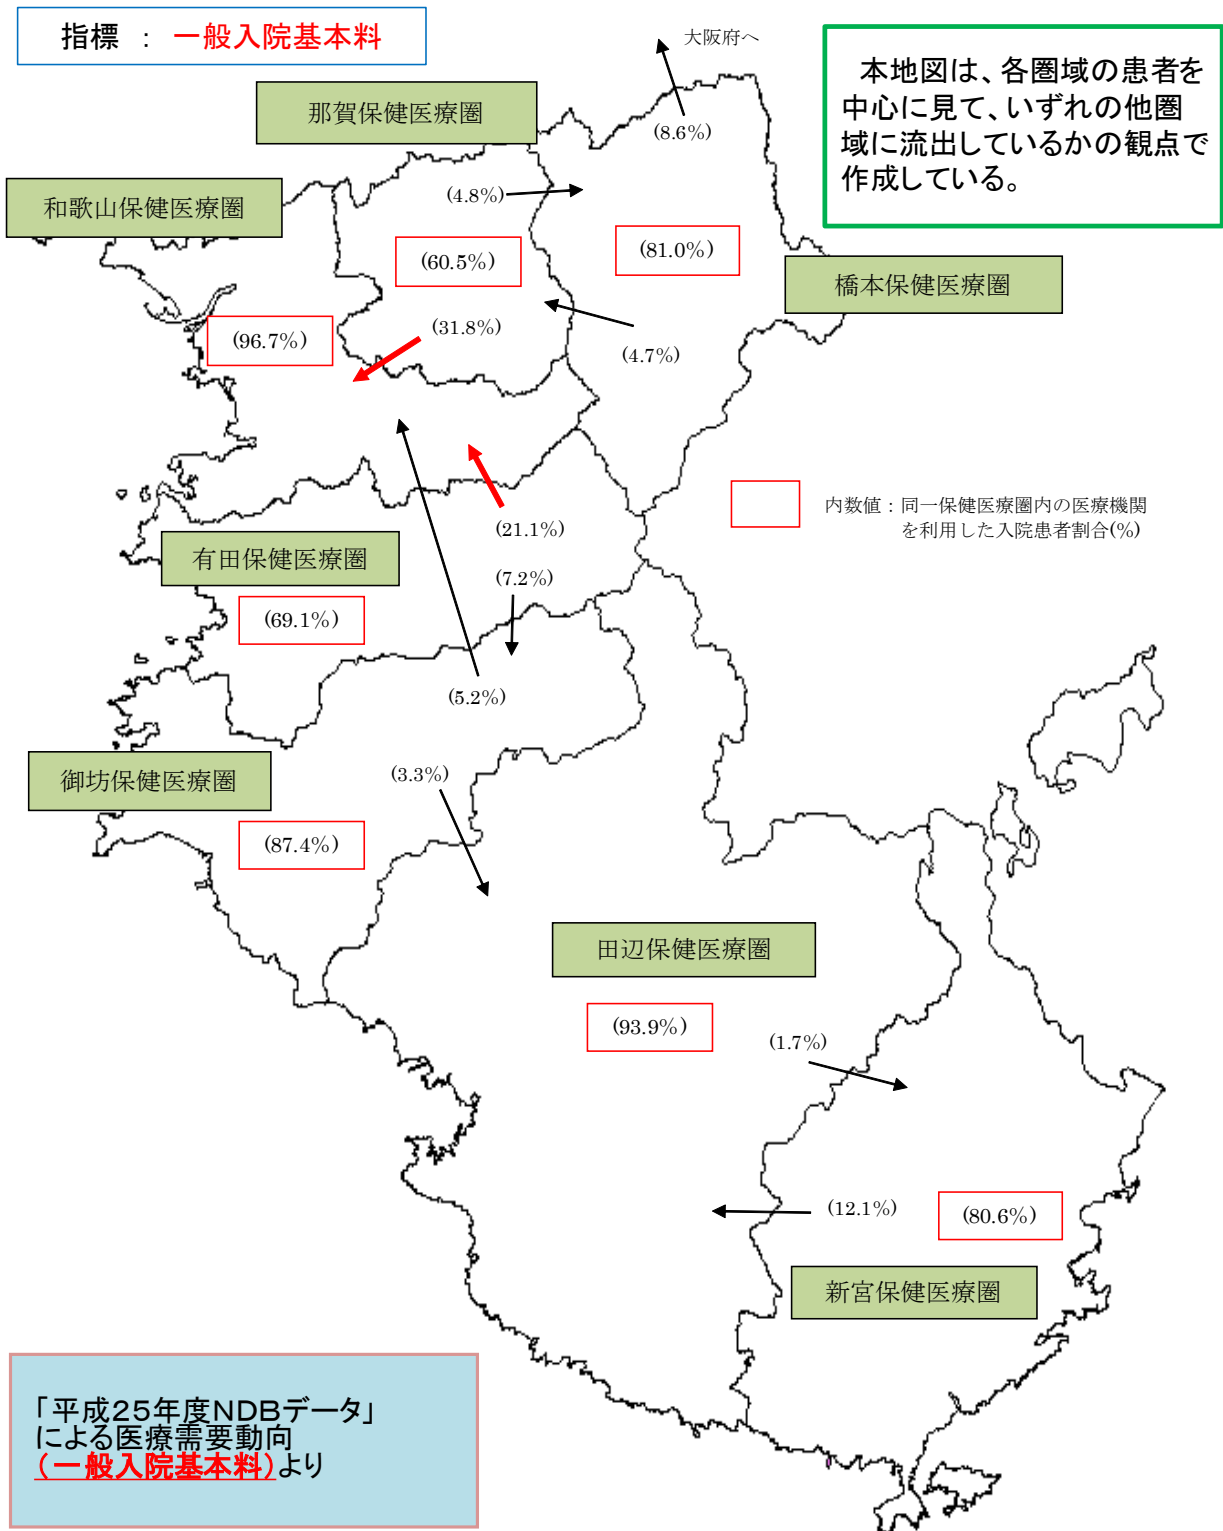 指標 ： 一般入院基本料
大阪府へ
本地図は、各圏域の患者を
中心に見て、いずれの他圏
域に流出しているかの観点で
作成している。
那賀保健医療圏
(8.6%)
和歌山保健医療圏
(4.8%)
(60.5%)
(81.0%)
橋本保健医療圏
(96.7%)
(31.8%)
(4.7%)
内数値：同一保健医療圏内の医療機関
を利用した入院患者割合(%)
(21.1%)
有田保健医療圏
(7.2%)
(69.1%)
(5.2%)
御坊保健医療圏
(3.3%)
(87.4%)
田辺保健医療圏
(93.9%)
(1.7%)
(12.1%)
(80.6%)
新宮保健医療圏
「平成25年度NDBデータ」
による医療需要動向
(一般入院基本料)より